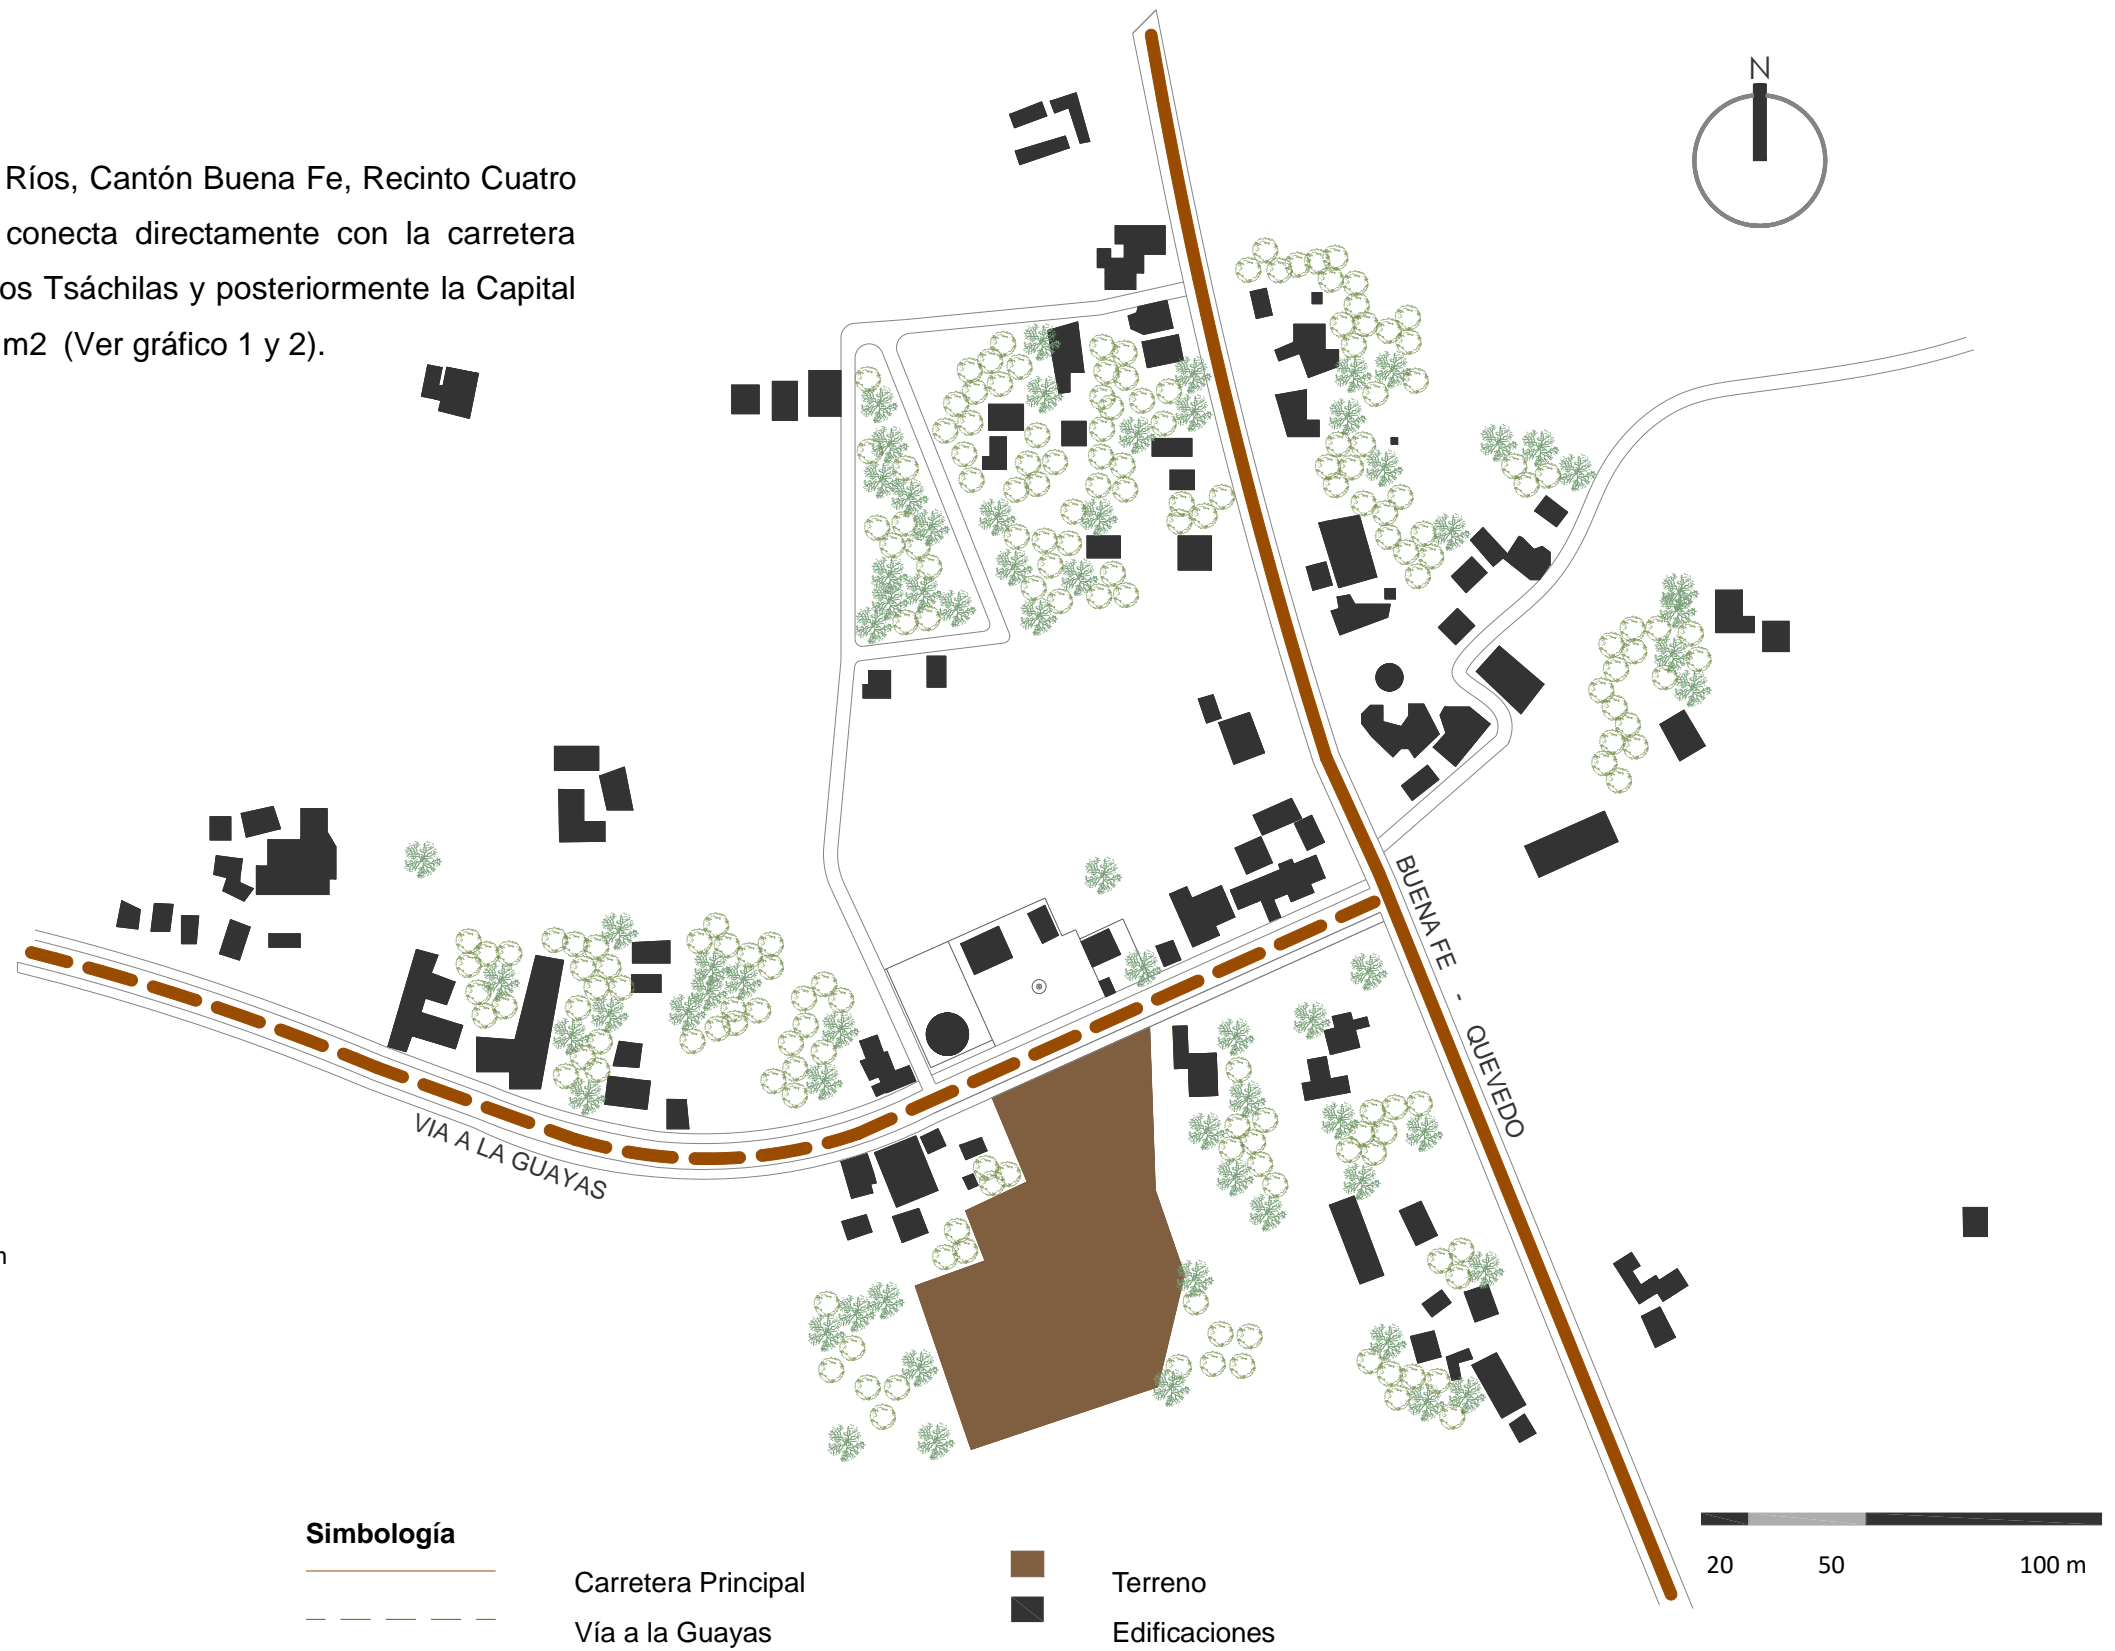 N
Ríos, Cantón Buena Fe, Recinto Cuatro
conecta directamente con la carretera
os Tsáchilas y posteriormente la Capital
m2 (Ver gráfico 1 y 2).
BUENA FE - QUEVEDO
VIA A LA GUAYAS
Simbología
Carretera Principal
Vía a la Guayas
Terreno
Edificaciones
20 50 100 m